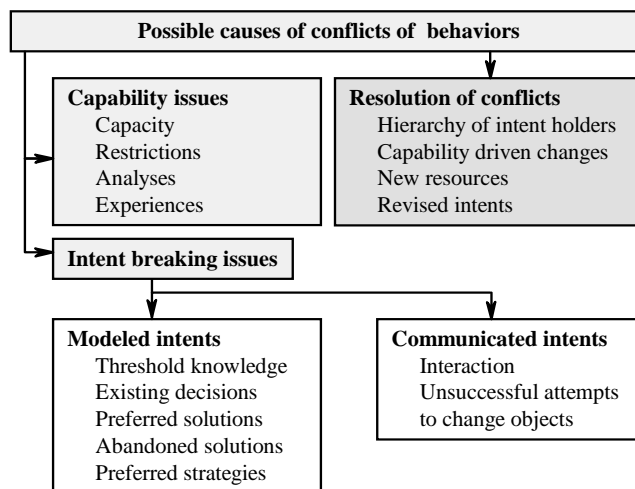 Possible causes of conflicts of behaviors
Capability issues
Capacity
Restrictions
Analyses
Experiences
Resolution of conflicts
Hierarchy of intent holders
Capability driven changes
New resources
Revised intents
Intent breaking issues
Modeled intents
Threshold knowledge
Existing decisions
Preferred solutions
Abandoned solutions
Preferred strategies
Communicated intents
Interaction
Unsuccessful attempts
to change objects